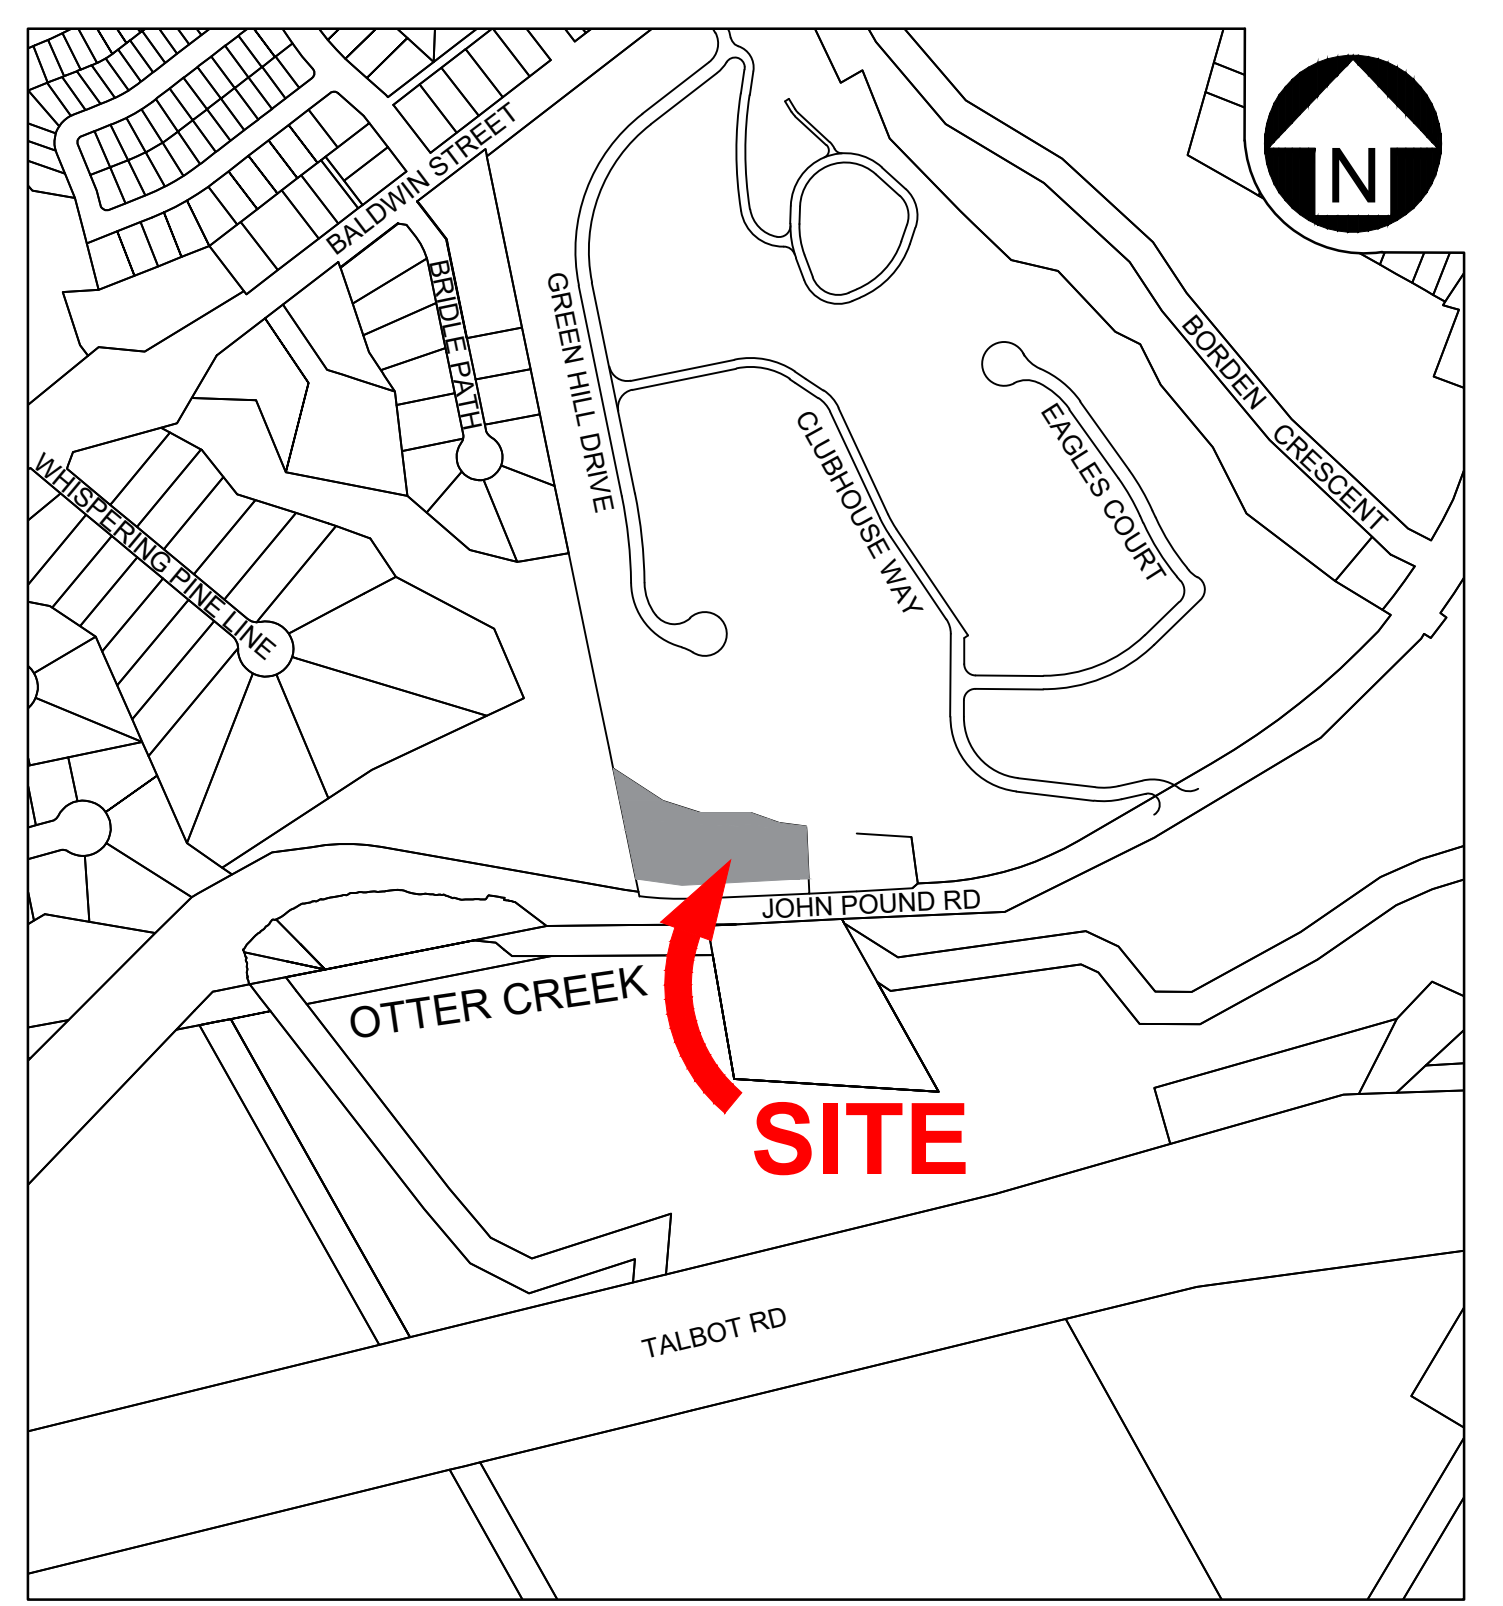 N
BALDWIN STREET
BRIDLE PATH
GREEN HILL DRIVE
BORDEN CRESCENT
EAGLES COURT
CLUBHOUSE WAY
WHISPERING PINE LINE
JOHN POUND RD
OTTER CREEK
SITE
TALBOT RD